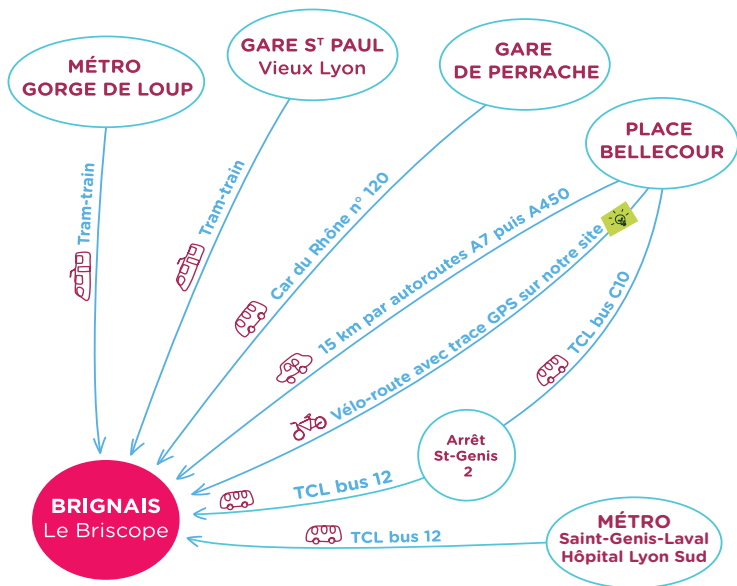 MÉTRO
GORGE DE LOUP
GARE Sᵀ PAUL
Vieux Lyon
GARE
DE PERRACHE
PLACE
BELLECOUR
Tram-train
Tram-train
Car du Rhône n° 120
15 km par autoroutes A7 puis A450
Vélo-route avec trace GPS sur notre site
TCL bus C10
Arrêt
St-Genis
2
TCL bus 12
BRIGNAIS
Le Briscope
TCL bus 12
MÉTRO
Saint-Genis-Laval
Hôpital Lyon Sud